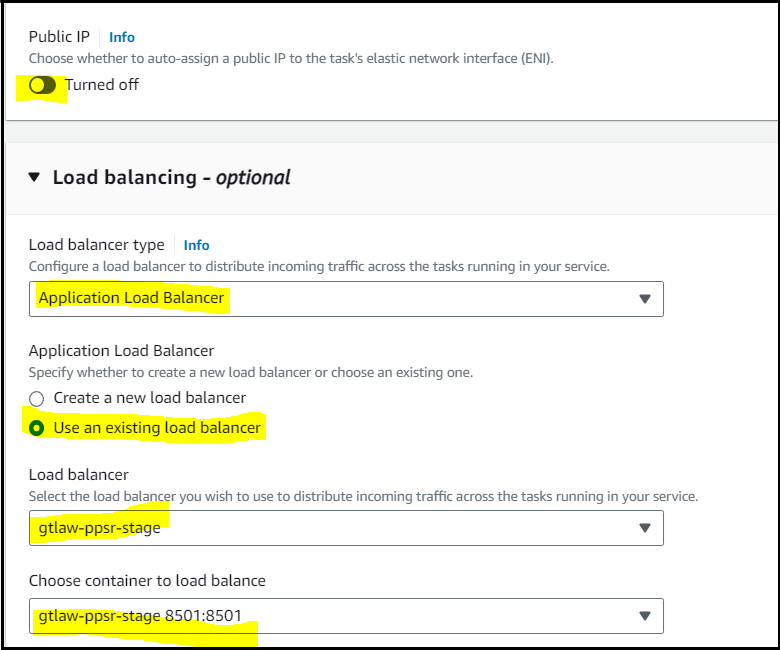 Public IP Info
Choose whether to auto-assign a public IP to the task's elastic network interface (ENI).
Turned off
Load balancing - optional
Load balancer type Info
Configure a load balancer to distribute incoming traffic across the tasks running in your service.
Application Load Balancer
Application Load Balancer
Specify whether to create a new load balancer or choose an existing one.
Create a new load balancer
Use an existing load balancer
Load balancer
Select the load balancer you wish to use to distribute incoming traffic across the tasks running in your service.
gtlaw-ppsr-stage
Choose container to load balance
gtlaw-ppsr-stage 8501:8501